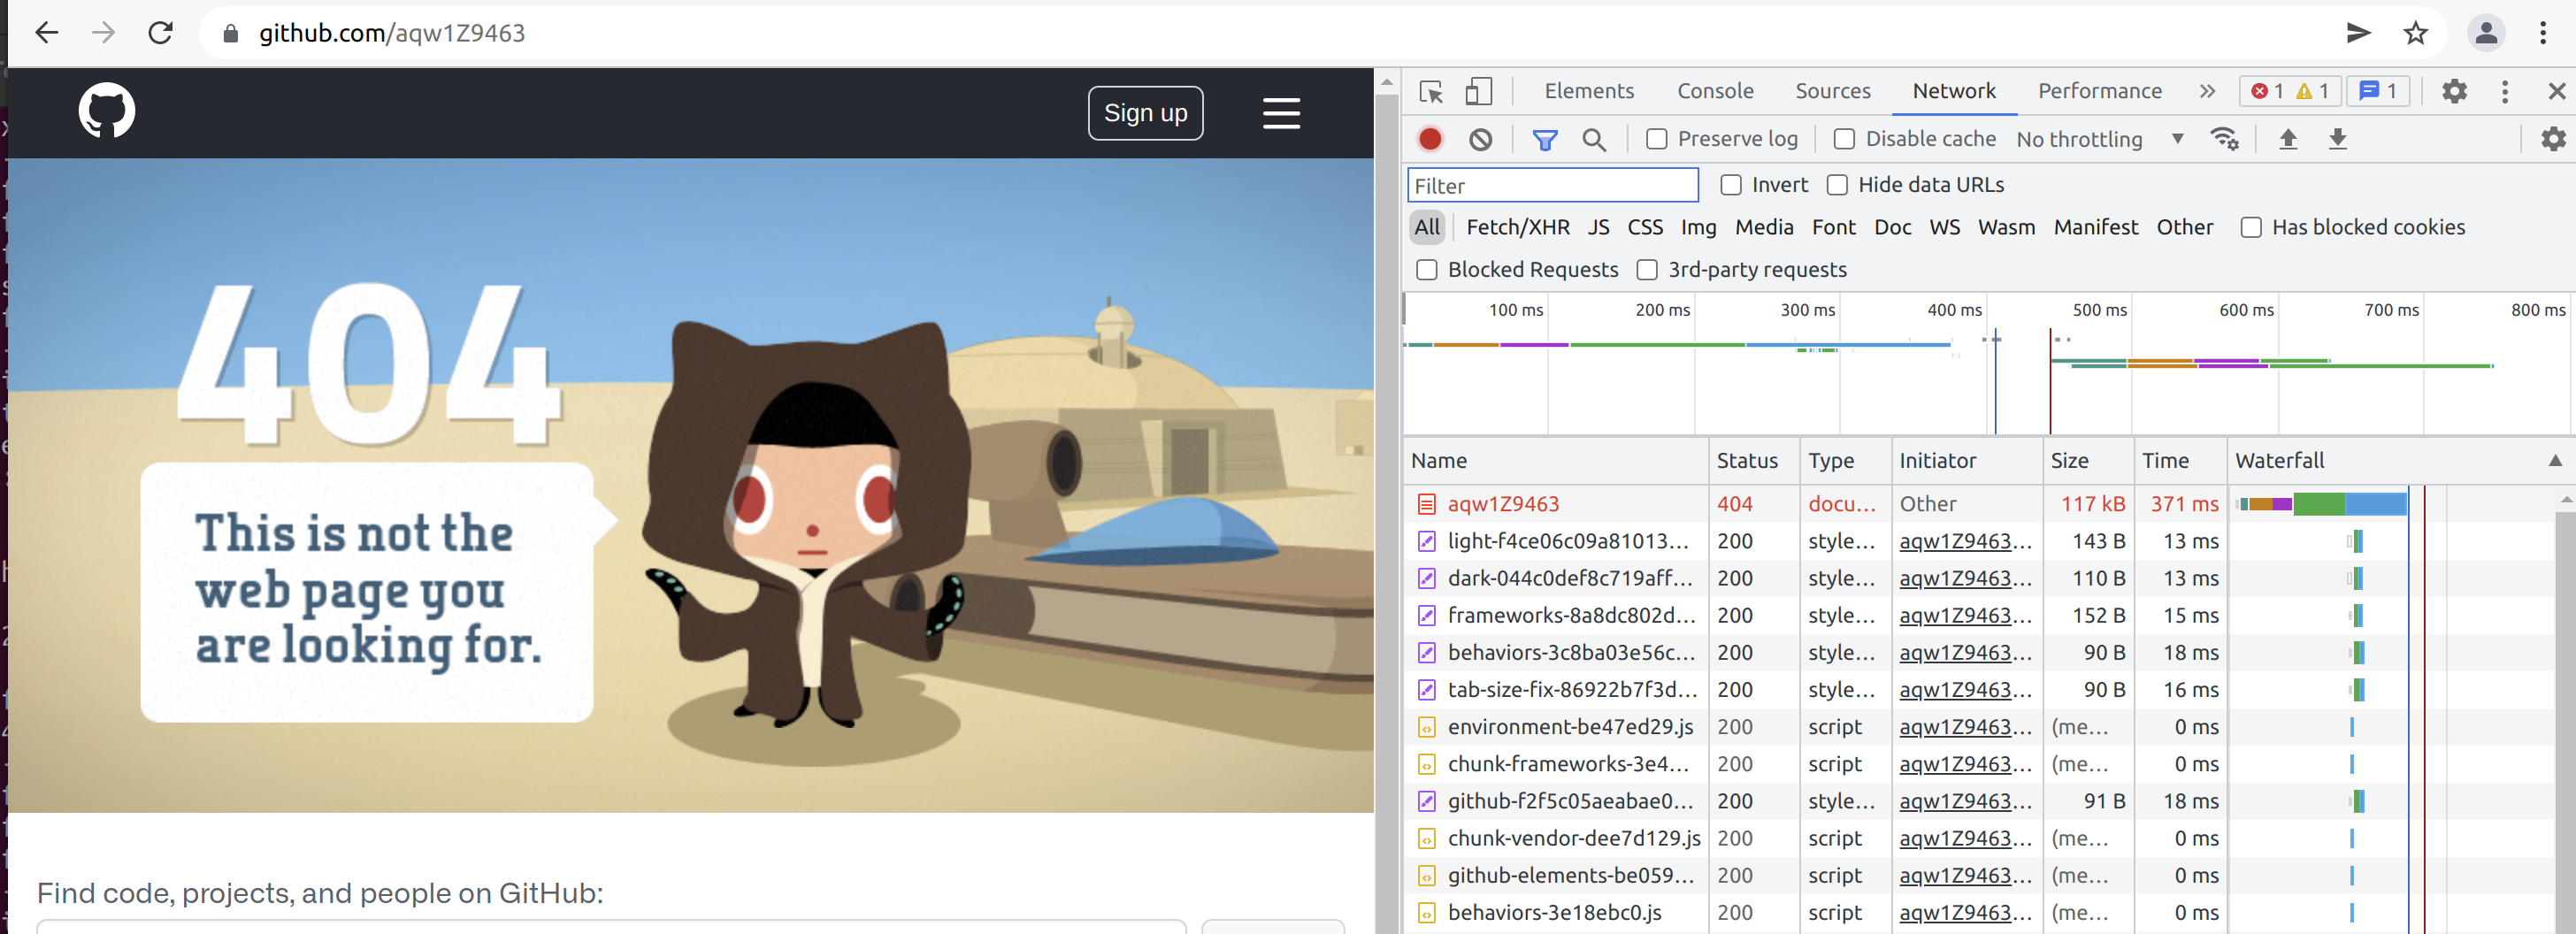 github.com/aqw1Z9463
Sign up
404
This is not the
web page you
are looking for.
Find code, projects, and people on GitHub:
Elements Console Sources Network Performance » 1 1 1
Preserve log Disable cache No throttling
Filter Invert Hide data URLs
All Fetch/XHR JS CSS Img Media Font Doc WS Wasm Manifest Other Has blocked cookies
Blocked Requests 3rd-party requests
100 ms 200 ms 300 ms 400 ms 500 ms 600 ms 700 ms 800 ms
Name Status Type Initiator Size Time Waterfall
aqw1Z9463 404 docu… Other 117 kB 371 ms
light-f4ce06c09a81013… 200 style… aqw1Z9463… 143 B 13 ms
dark-044c0def8c719aff… 200 style… aqw1Z9463… 110 B 13 ms
frameworks-8a8dc802d… 200 style… aqw1Z9463… 152 B 15 ms
behaviors-3c8ba03e56c… 200 style… aqw1Z9463… 90 B 18 ms
tab-size-fix-86922b7f3d… 200 style… aqw1Z9463… 90 B 16 ms
environment-be47ed29.js 200 script aqw1Z9463… (me… 0 ms
chunk-frameworks-3e4… 200 script aqw1Z9463… (me… 0 ms
github-f2f5c05aeabae0… 200 style… aqw1Z9463… 91 B 18 ms
chunk-vendor-dee7d129.js 200 script aqw1Z9463… (me… 0 ms
github-elements-be059… 200 script aqw1Z9463… (me… 0 ms
behaviors-3e18ebc0.js 200 script aqw1Z9463… (me… 0 ms